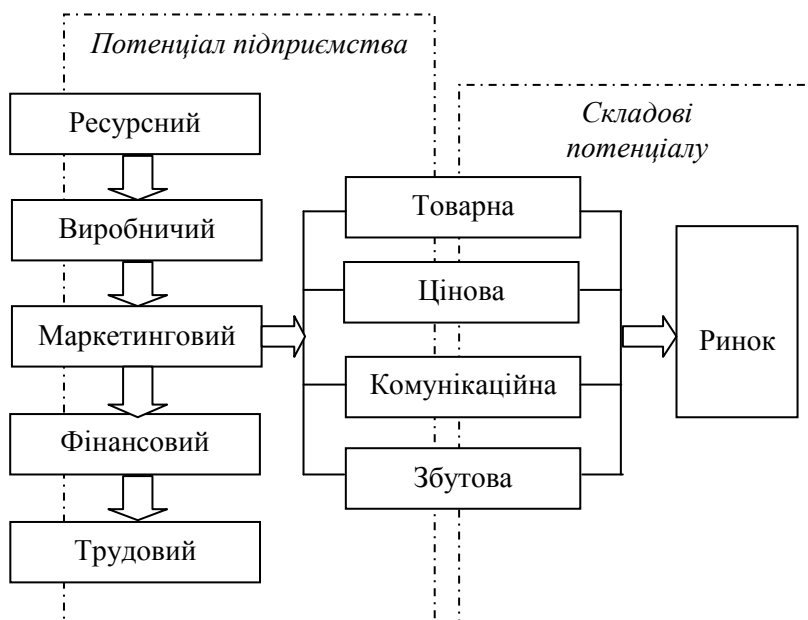 Потенціал підприємства
Складові
потенціалу
Ресурсний
Виробничий
Маркетинговий
Фінансовий
Трудовий
Товарна
Цінова
Комунікаційна
Збутова
Ринок